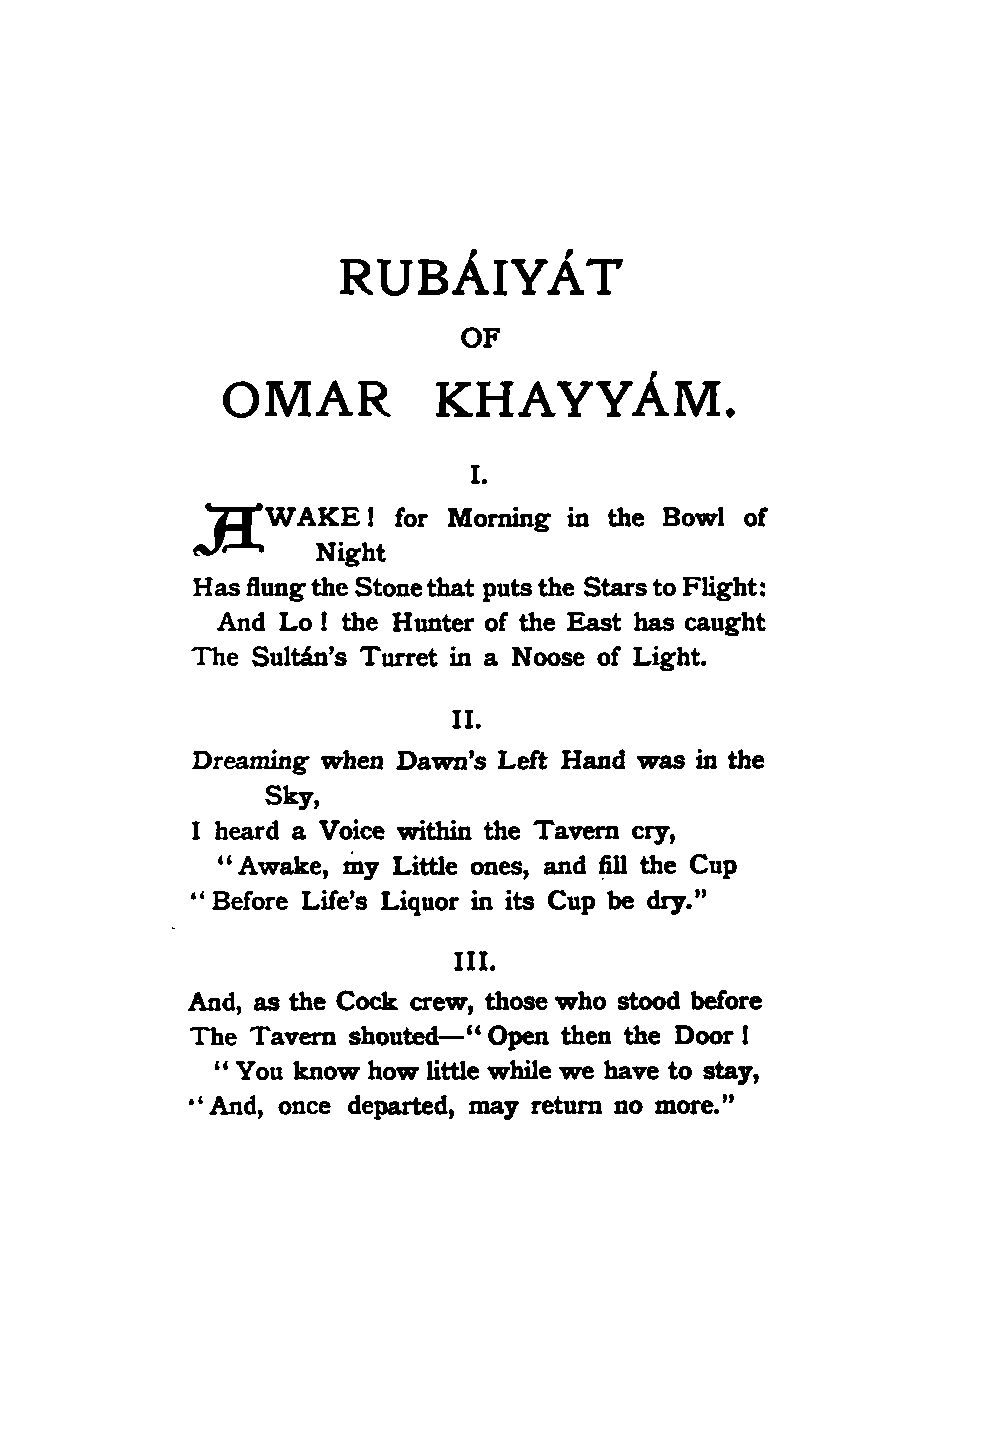 RUBÁIYÁT
OF
OMAR KHAYYÁM.
I.
AWAKE! for Morning in the Bowl of
Night
Has flung the Stone that puts the Stars to Flight:
And Lo! the Hunter of the East has caught
The Sultán's Turret in a Noose of Light.
II.
Dreaming when Dawn's Left Hand was in the
Sky,
I heard a Voice within the Tavern cry,
"Awake, my Little ones, and fill the Cup
"Before Life's Liquor in its Cup be dry."
III.
And, as the Cock crew, those who stood before
The Tavern shouted—"Open then the Door!
"You know how little while we have to stay,
"And, once departed, may return no more."